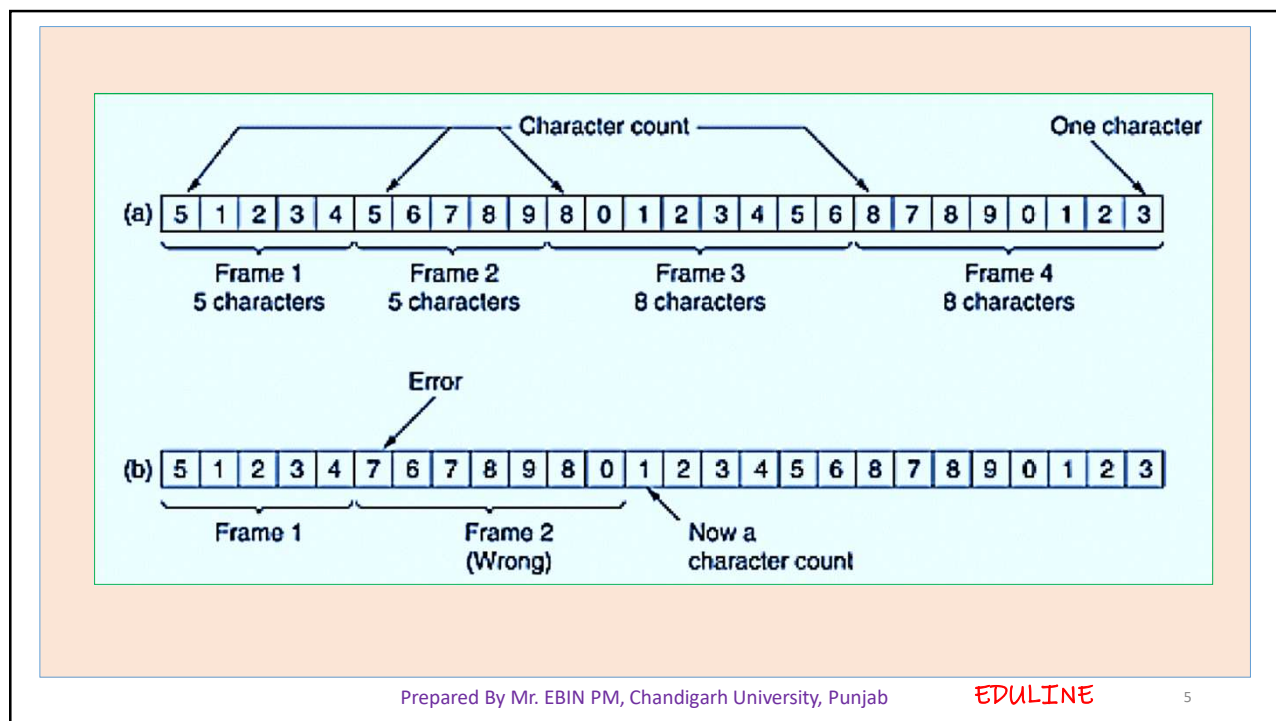 Character count One character
(a) 5 1 2 3 4 5 6 7 8 9 8 0 1 2 3 4 5 6 8 7 8 9 0 1 2 3
Frame 1 Frame 2 Frame 3 Frame 4
5 characters 5 characters 8 characters 8 characters
Error
(b) 5 1 2 3 4 7 6 7 8 9 8 0 1 2 3 4 5 6 8 7 8 9 0 1 2 3
Frame 1 Frame 2 Now a
(Wrong) character count
Prepared By Mr. EBIN PM, Chandigarh University, Punjab EDULINE 5